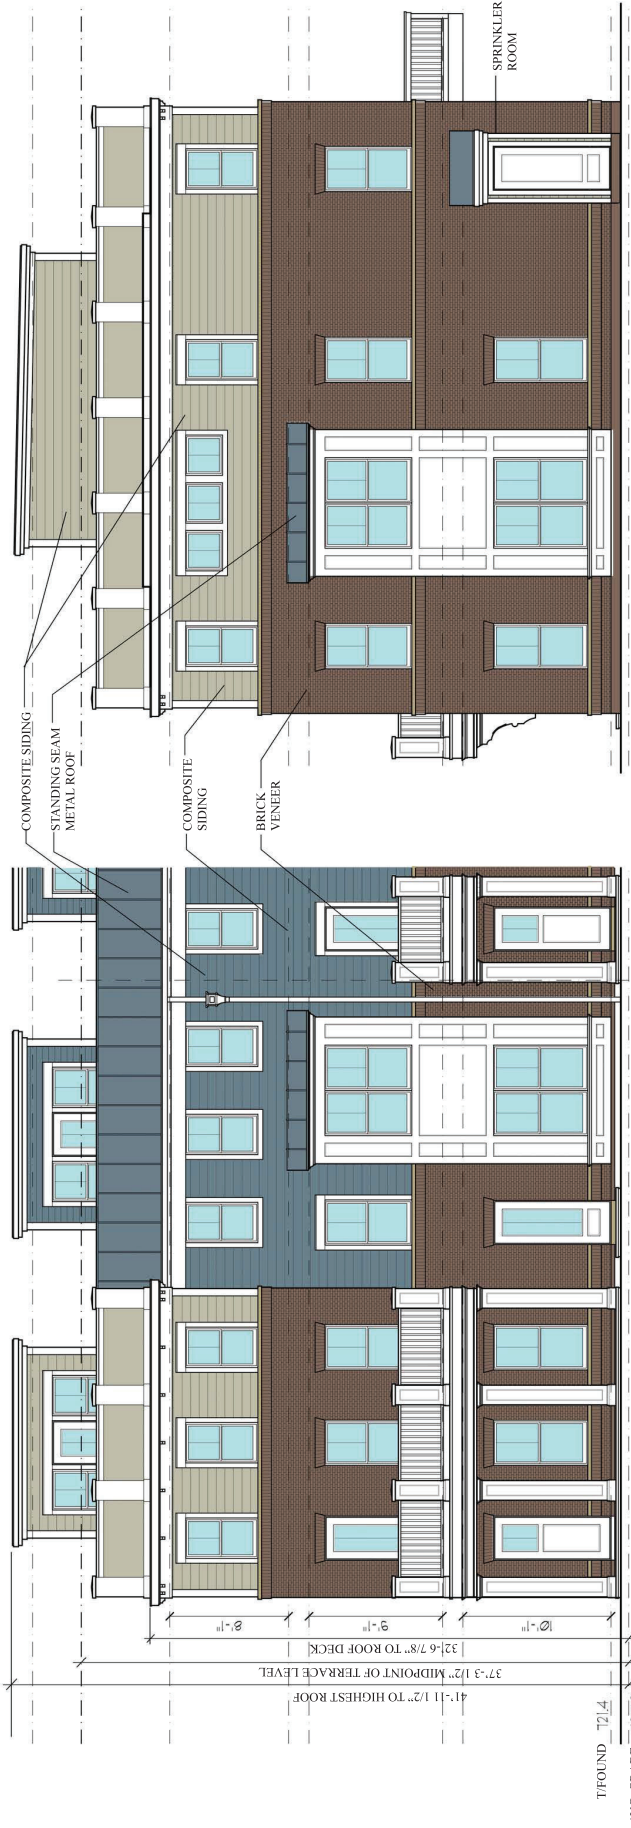 SPRINKLER
ROOM
COMPOSITE SIDING
STANDING SEAM
METAL ROOF
COMPOSITE
SIDING
BRICK
VENEER
8'-1"
9'-1"
10'-1"
32'-6 7/8" TO ROOF DECK
37'-3 1/2" MIDPOINT OF TERRACE LEVEL
41'-11 1/2" TO HIGHEST ROOF
T/FOUND 721.4